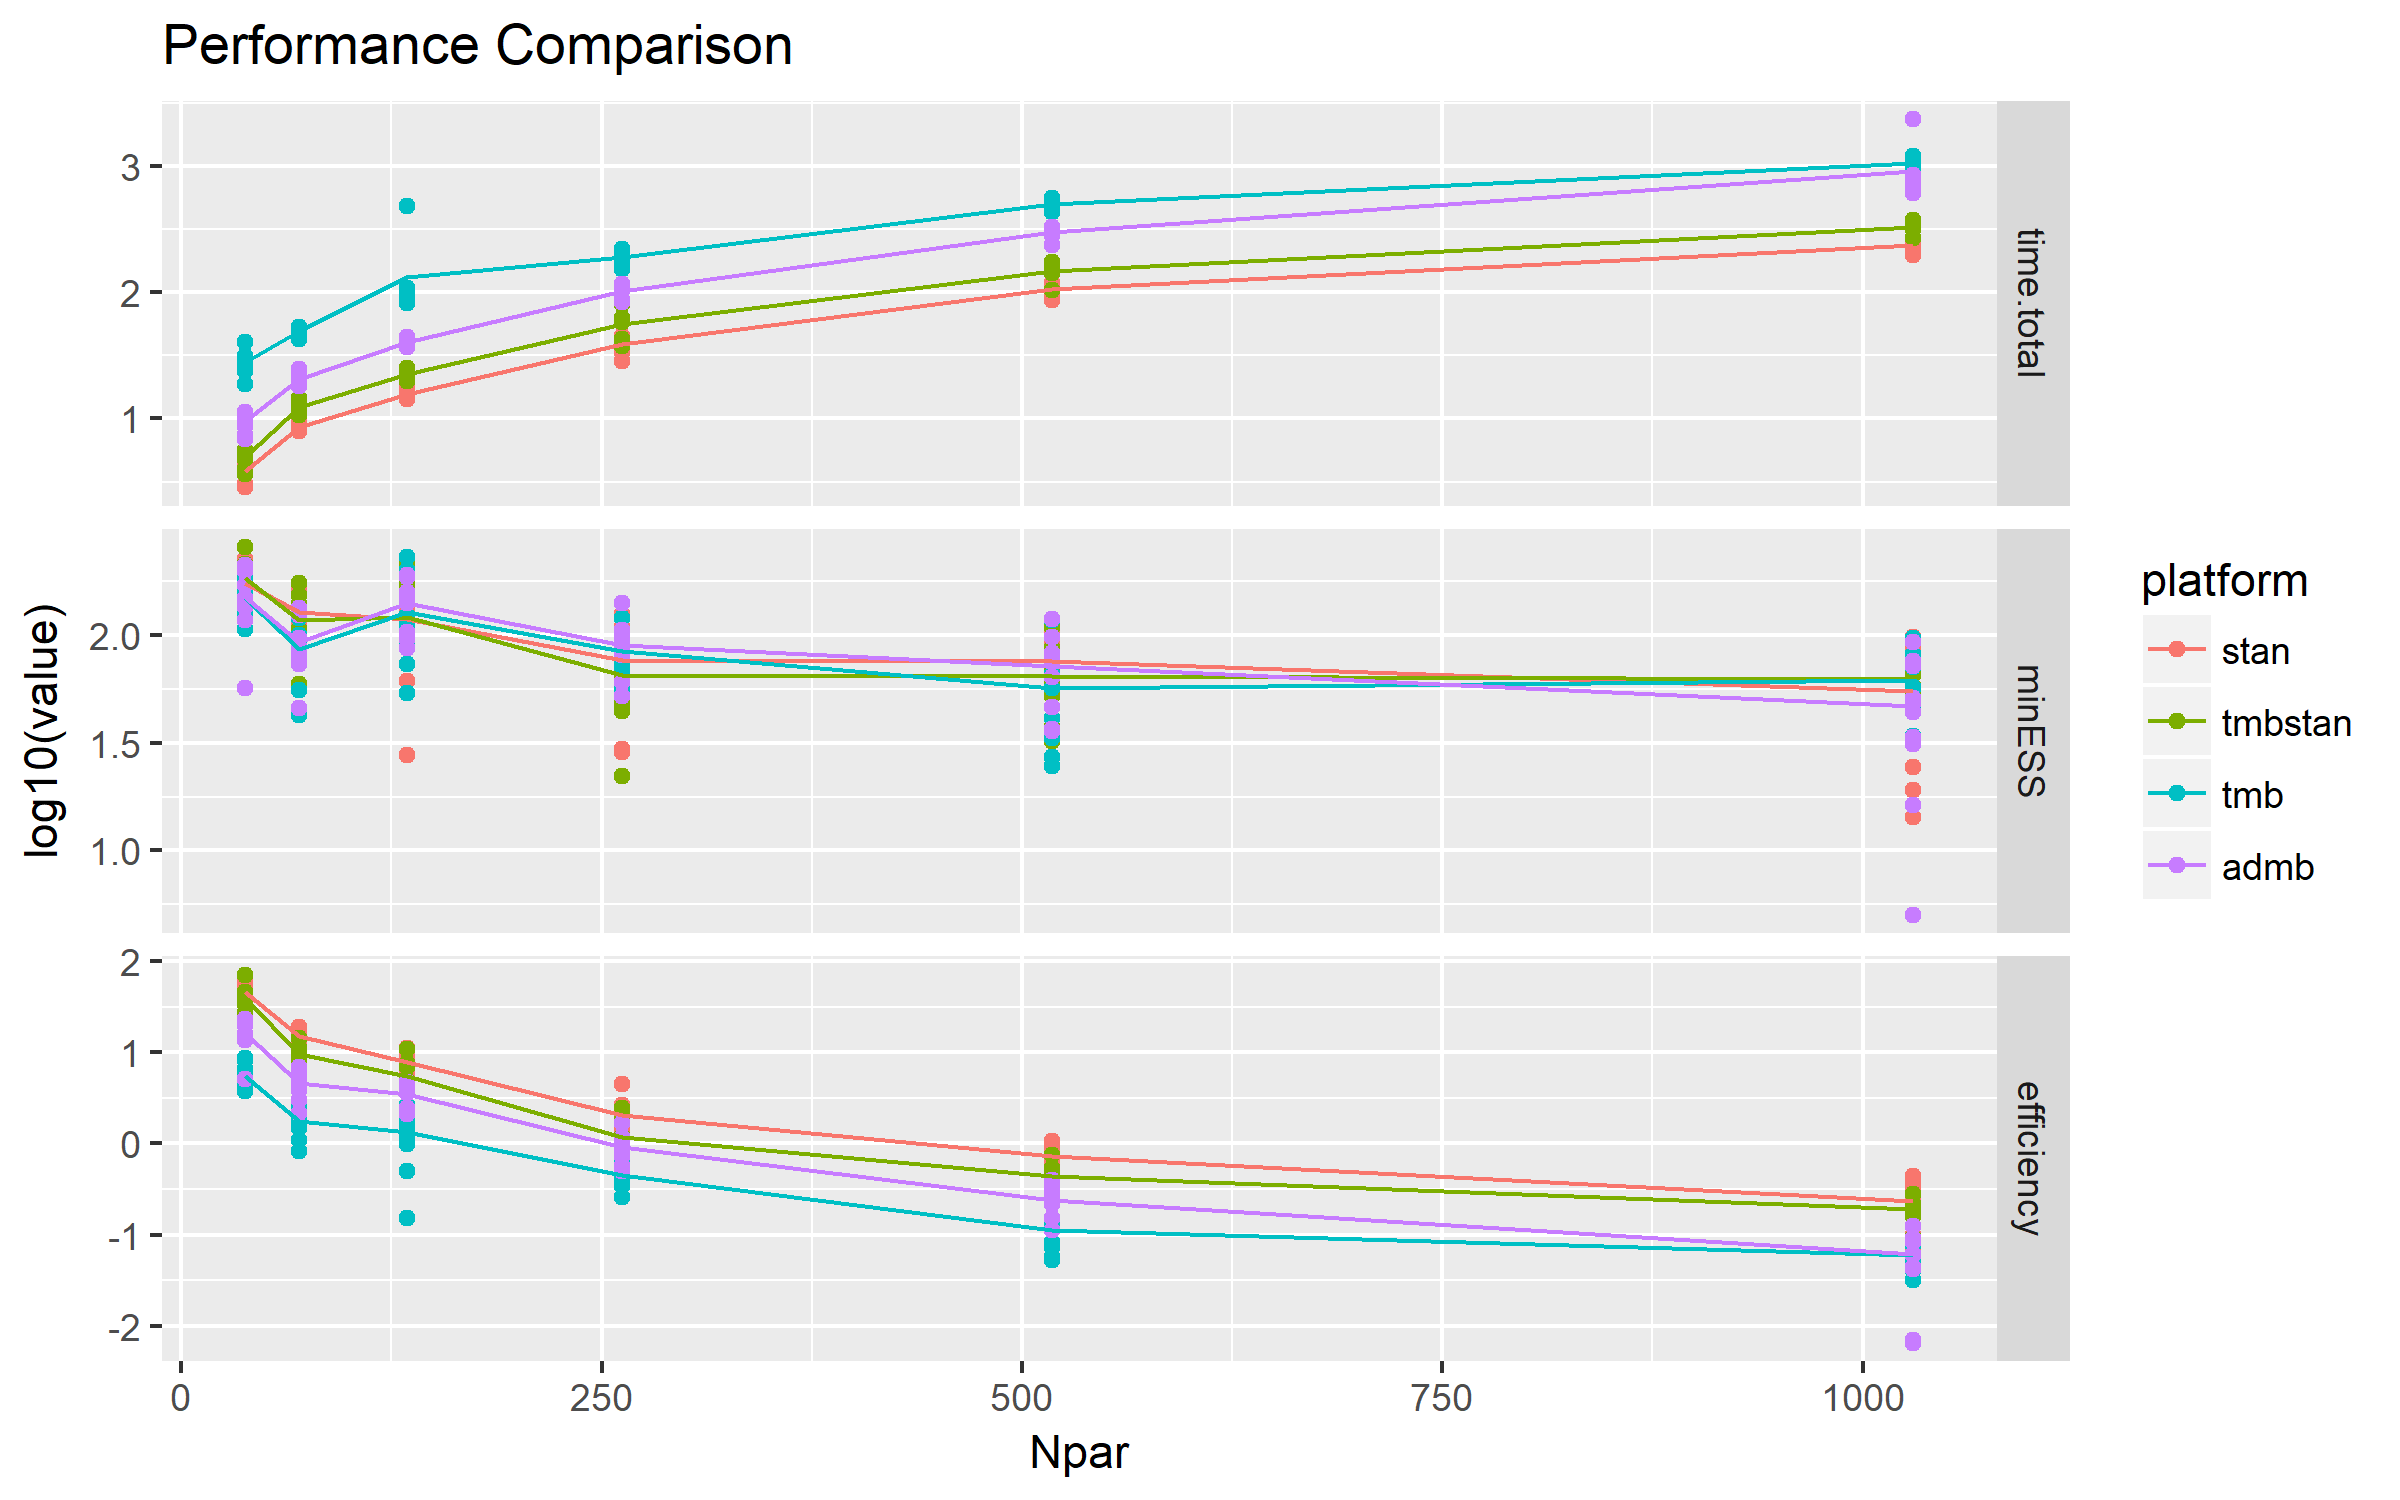 Performance Comparison
3
2
1
time.total
2.0
1.5
1.0
minESS
2
1
0
-1
-2
efficiency
log10(value)
0 250 500 750 1000
Npar
platform
stan
tmbstan
tmb
admb